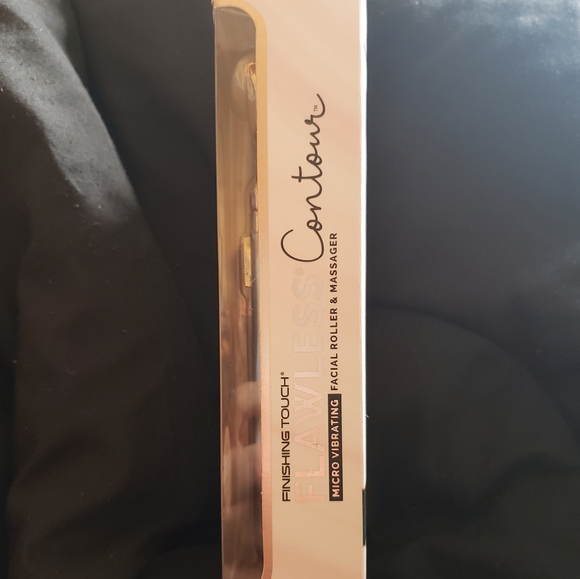 FINISHING TOUCH®
FLAWLESS® Contour™
MICRO VIBRATING FACIAL ROLLER & MASSAGER